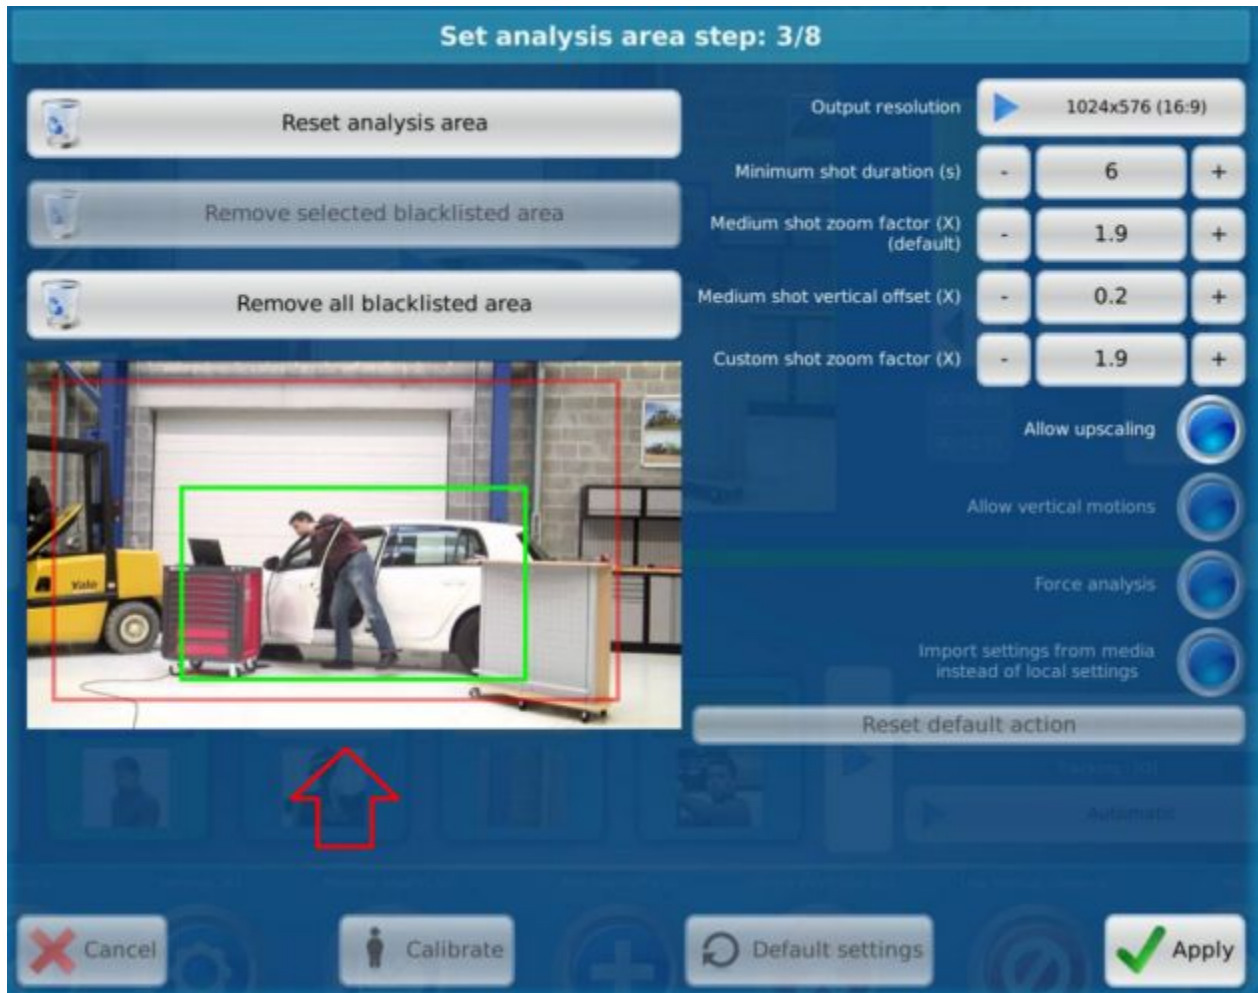 Set analysis area step: 3/8
Reset analysis area
Remove selected blacklisted area
Remove all blacklisted area
Yale
Output resolution
1024x576 (16:9)
Minimum shot duration (s)
-
6
+
Medium shot zoom factor (X)
(default)
-
1.9
+
Medium shot vertical offset (X)
-
0.2
+
Custom shot zoom factor (X)
-
1.9
+
Allow upscaling
Allow vertical motions
Force analysis
Import settings from media
instead of local settings
Reset default action
Automatic
Cancel
Calibrate
Default settings
Apply